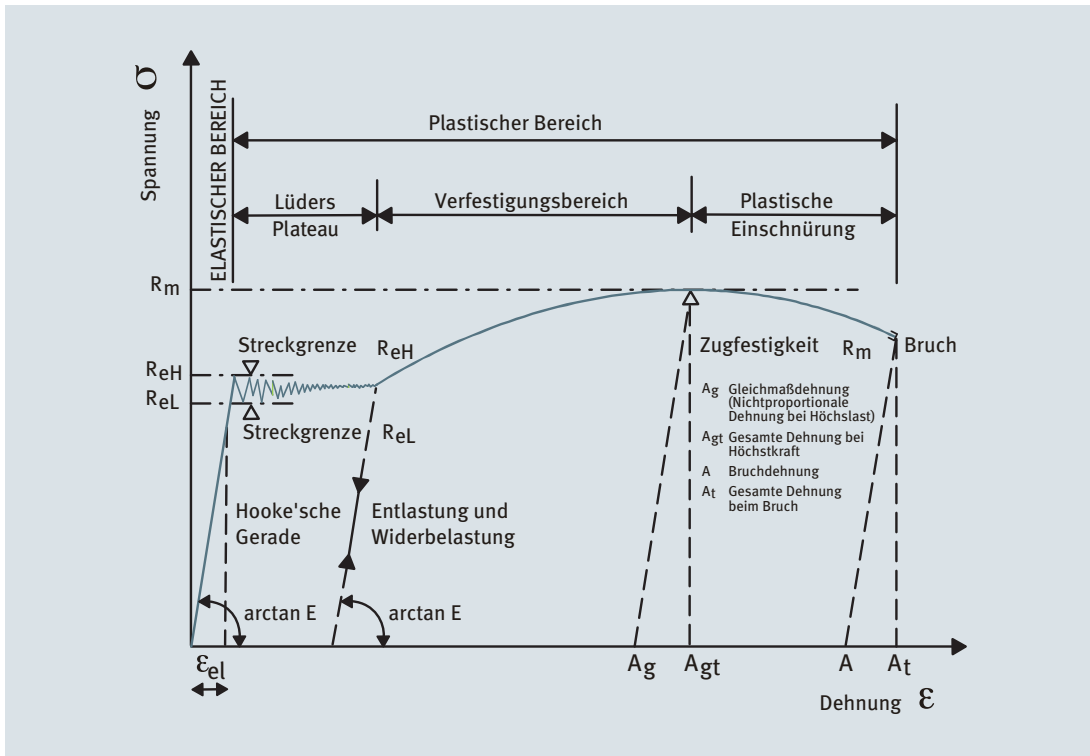 σ
Spannung
ELASTISCHER BEREICH
Plastischer Bereich
Lüders
Plateau
Verfestigungsbereich
Plastische
Einschnürung
Rm
ReH
ReL
Streckgrenze
Streckgrenze
ReH
ReL
Zugfestigkeit Rm
Bruch
Ag Gleichmaßdehnung
(Nichtproportionale
Dehnung bei Höchslast)
Agt Gesamte Dehnung bei
Höchstkraft
A Bruchdehnung
At Gesamte Dehnung
beim Bruch
Hooke'sche
Gerade
Entlastung und
Widerbelastung
arctan E
arctan E
εel
Ag
Agt
A
At
Dehnung ε